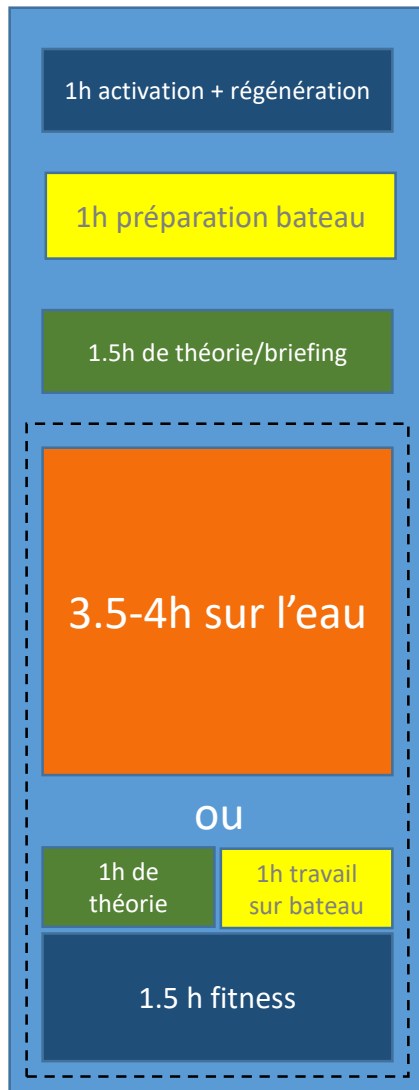 1h activation + régénération
1h préparation bateau
1.5h de théorie/briefing
3.5-4h sur l’eau
ou
1h de
théorie
1h travail
sur bateau
1.5 h fitness